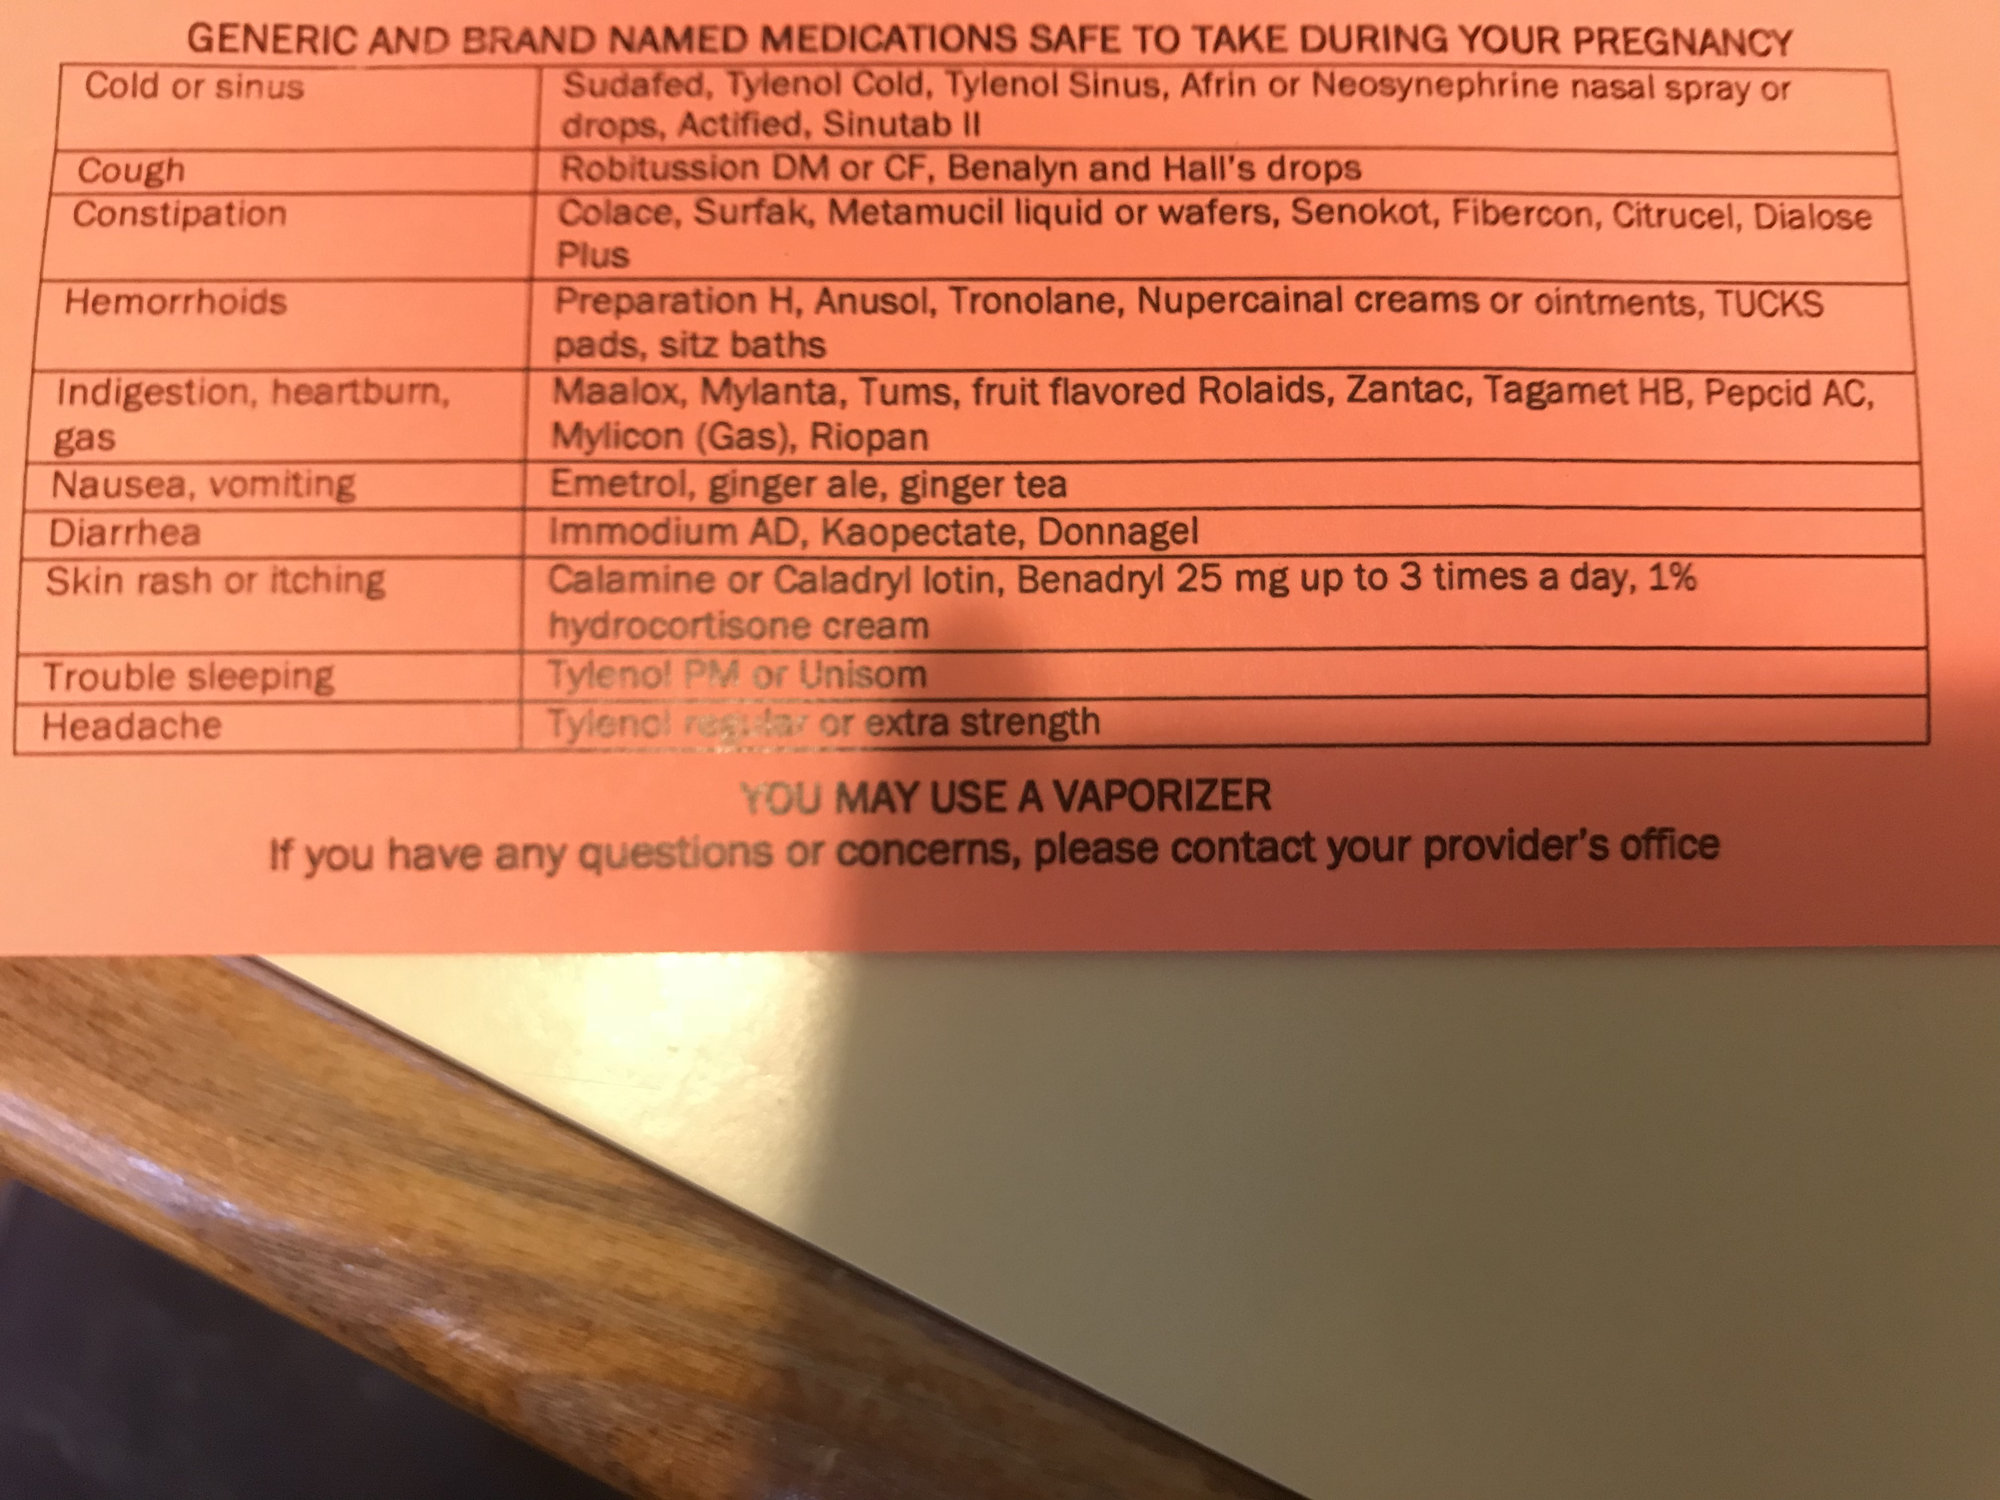 GENERIC AND BRAND NAMED MEDICATIONS SAFE TO TAKE DURING YOUR PREGNANCY
Cold or sinus
Sudafed, Tylenol Cold, Tylenol Sinus, Afrin or Neosynephrine nasal spray or
drops, Actified, Sinutab II
Cough
Robitussion DM or CF, Benalyn and Hall's drops
Constipation
Colace, Surfak, Metamucil liquid or wafers, Senokot, Fibercon, Citrucel, Dialose
Plus
Hemorrhoids
Preparation H, Anusol, Tronolane, Nupercainal creams or ointments, TUCKS
pads, sitz baths
Indigestion, heartburn,
gas
Maalox, Mylanta, Tums, fruit flavored Rolaids, Zantac, Tagamet HB, Pepcid AC,
Mylicon (Gas), Riopan
Nausea, vomiting
Emetrol, ginger ale, ginger tea
Diarrhea
Immodium AD, Kaopectate, Donnagel
Skin rash or itching
Calamine or Caladryl lotin, Benadryl 25 mg up to 3 times a day, 1%
hydrocortisone cream
Trouble sleeping
Tylenol PM or Unisom
Headache
Tylenol regular or extra strength
YOU MAY USE A VAPORIZER
If you have any questions or concerns, please contact your provider's office